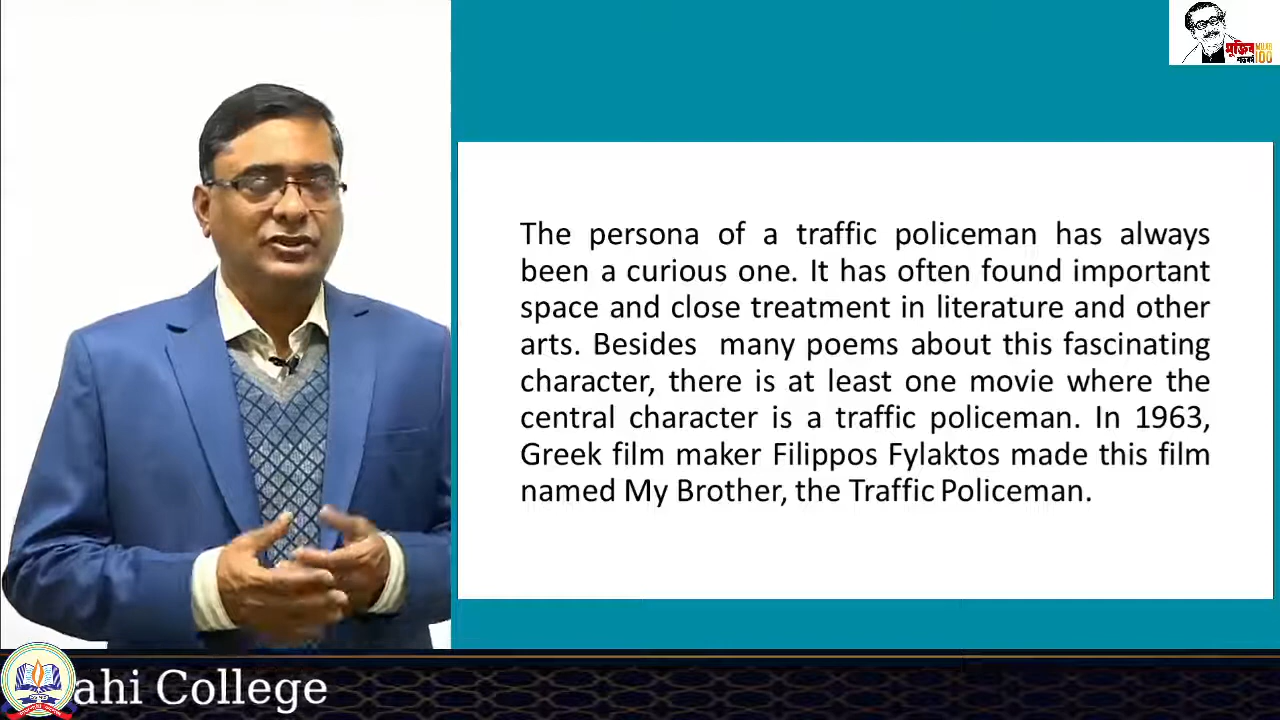 মুজিব
শতবর্ষ
MUJIB
100
The persona of a traffic policeman has always
been a curious one. It has often found important
space and close treatment in literature and other
arts. Besides many poems about this fascinating
character, there is at least one movie where the
central character is a traffic policeman. In 1963,
Greek film maker Filippos Fylaktos made this film
named My Brother, the Traffic Policeman.
ahi College